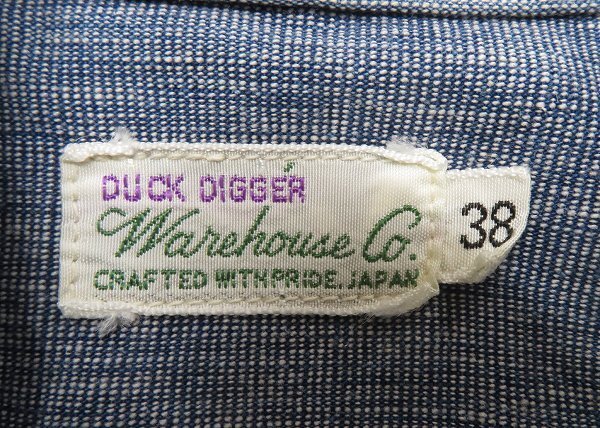 DUCK DIGGER
Warehouse Co.
CRAFTED WITH PRIDE. JAPAN
38